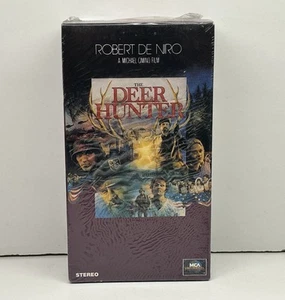 ROBERT DE NIRO
A MICHAEL CIMINO FILM
THE
DEER
HUNTER
STEREO
MCA